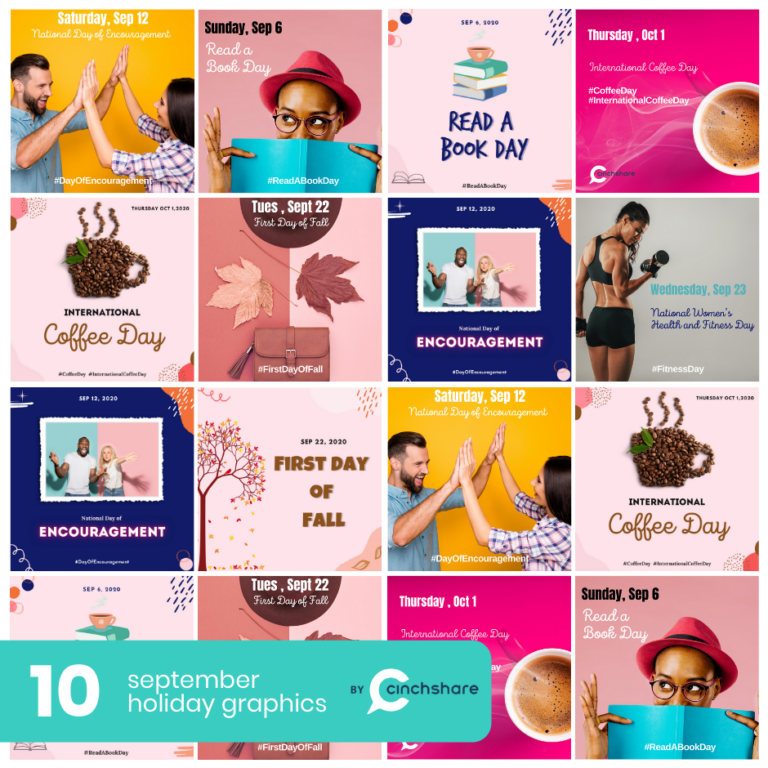 Saturday, Sep 12
National Day of Encouragement
#DayOfEncouragement
Sunday, Sep 6
Read a
Book Day
#ReadABookDay
SEP 6, 2020
READ A
BOOK DAY
#ReadABookDay
Thursday , Oct 1
International Coffee Day
#CoffeeDay
#InternationalCoffeeDay
cinchshare
THURSDAY OCT 1,2020
INTERNATIONAL
Coffee Day
#CoffeeDay #InternationalCoffeeDay
Tues , Sept 22
First Day of Fall
#FirstDayOfFall
SEP 12, 2020
National Day of
ENCOURAGEMENT
#DayOfEncouragement
Wednesday, Sep 23
National Women's
Health and Fitness Day
#FitnessDay
SEP 12, 2020
National Day of
ENCOURAGEMENT
#DayOfEncouragement
SEP 22, 2020
FIRST DAY
OF
FALL
Saturday, Sep 12
National Day of Encouragement
#DayOfEncouragement
THURSDAY OCT 1,2020
INTERNATIONAL
Coffee Day
#CoffeeDay #InternationalCoffeeDay
SEP 6, 2020
#ReadABookDay
Tues , Sept 22
First Day of Fall
#FirstDayOfFall
Thursday , Oct 1
International Coffee Day
ay
Sunday, Sep 6
Read a
Book Day
#ReadABookDay
10
september
holiday graphics
BY cinchshare